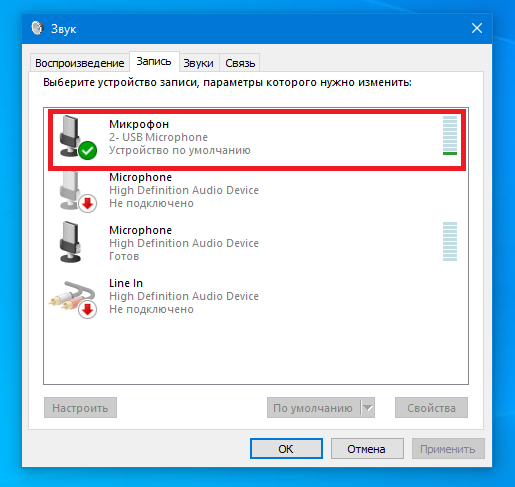 Звук
Воспроизведение Запись Звуки Связь
Выберите устройство записи, параметры которого нужно изменить:
Микрофон
2- USB Microphone
Устройство по умолчанию
Microphone
High Definition Audio Device
Не подключено
Microphone
High Definition Audio Device
Готов
Line In
High Definition Audio Device
Не подключено
Настроить По умолчанию Свойства
ОК Отмена Применить